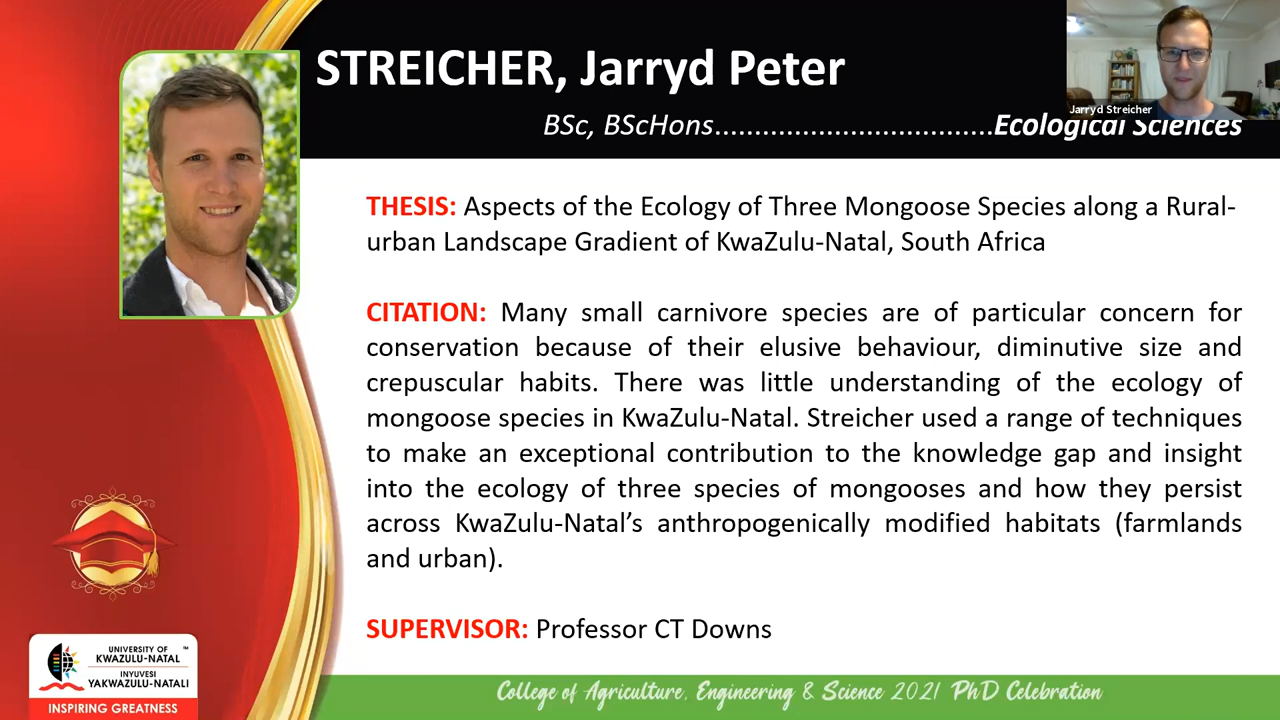 STREICHER, Jarryd Peter
Jarryd Streicher
BSc, BScHons...................................Ecological Sciences
THESIS: Aspects of the Ecology of Three Mongoose Species along a Rural-
urban Landscape Gradient of KwaZulu-Natal, South Africa
CITATION: Many small carnivore species are of particular concern for
conservation because of their elusive behaviour, diminutive size and
crepuscular habits. There was little understanding of the ecology of
mongoose species in KwaZulu-Natal. Streicher used a range of techniques
to make an exceptional contribution to the knowledge gap and insight
into the ecology of three species of mongooses and how they persist
across KwaZulu-Natal’s anthropogenically modified habitats (farmlands
and urban).
SUPERVISOR: Professor CT Downs
UNIVERSITY OF ™
KWAZULU-NATAL
INYUVESI
YAKWAZULU-NATALI
INSPIRING GREATNESS
College of Agriculture, Engineering & Science 2021 PhD Celebration